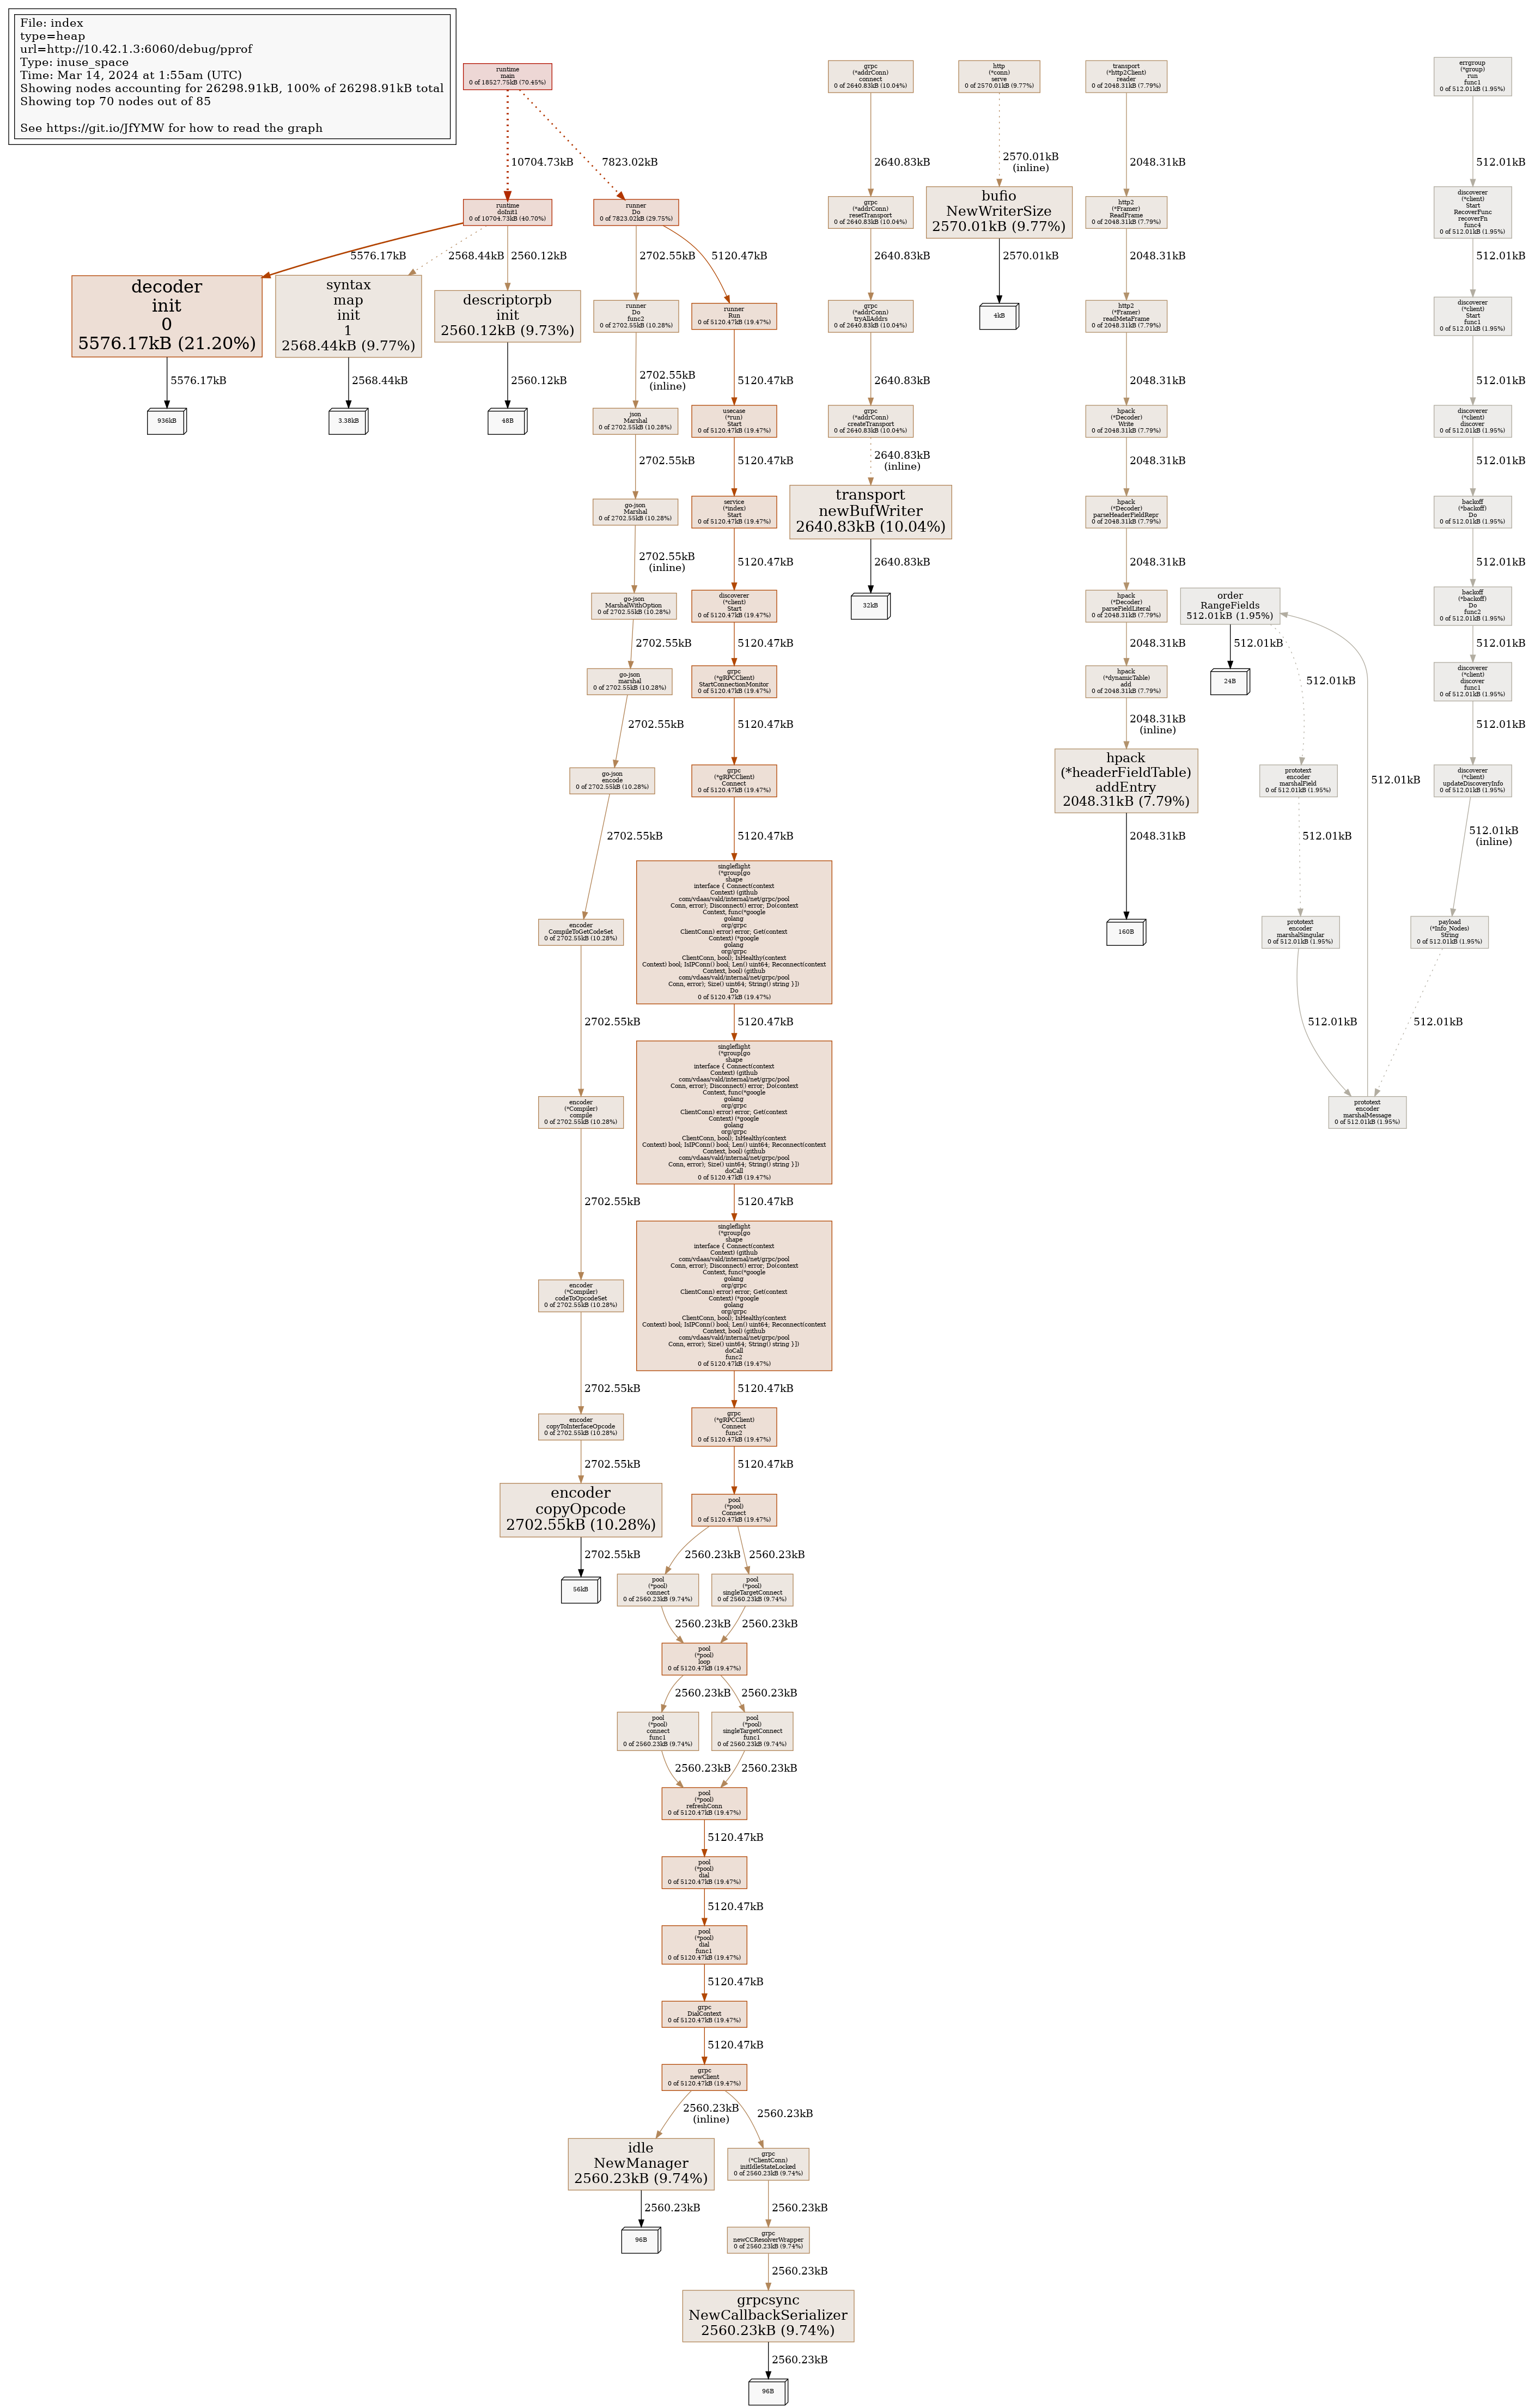 File: index
type=heap
url=http://10.42.1.3:6060/debug/pprof
Type: inuse_space
Time: Mar 14, 2024 at 1:55am (UTC)
Showing nodes accounting for 26298.91kB, 100% of 26298.91kB total
Showing top 70 nodes out of 85
See https://git.io/JfYMW for how to read the graph
runtime
main
0 of 18527.75kB (70.45%)
10704.73kB
7823.02kB
runtime
doInit1
0 of 10704.73kB (40.70%)
runner
Do
0 of 7823.02kB (29.75%)
5576.17kB
2568.44kB
2560.12kB
2702.55kB
5120.47kB
decoder
init
0
5576.17kB (21.20%)
5576.17kB
936kB
syntax
map
init
1
2568.44kB (9.77%)
2568.44kB
3.38kB
descriptorpb
init
2560.12kB (9.73%)
2560.12kB
48B
runner
Do
func2
0 of 2702.55kB (10.28%)
2702.55kB
(inline)
json
Marshal
0 of 2702.55kB (10.28%)
2702.55kB
go-json
Marshal
0 of 2702.55kB (10.28%)
2702.55kB
(inline)
go-json
MarshalWithOption
0 of 2702.55kB (10.28%)
2702.55kB
go-json
marshal
0 of 2702.55kB (10.28%)
2702.55kB
go-json
encode
0 of 2702.55kB (10.28%)
2702.55kB
encoder
CompileToGetCodeSet
0 of 2702.55kB (10.28%)
2702.55kB
encoder
(*Compiler)
compile
0 of 2702.55kB (10.28%)
2702.55kB
encoder
(*Compiler)
codeToOpcodeSet
0 of 2702.55kB (10.28%)
2702.55kB
encoder
copyToInterfaceOpcode
0 of 2702.55kB (10.28%)
2702.55kB
encoder
copyOpcode
2702.55kB (10.28%)
2702.55kB
56kB
runner
Run
0 of 5120.47kB (19.47%)
5120.47kB
usecase
(*run)
Start
0 of 5120.47kB (19.47%)
5120.47kB
service
(*index)
Start
0 of 5120.47kB (19.47%)
5120.47kB
discoverer
(*client)
Start
0 of 5120.47kB (19.47%)
5120.47kB
grpc
(*gRPCClient)
StartConnectionMonitor
0 of 5120.47kB (19.47%)
5120.47kB
grpc
(*gRPCClient)
Connect
0 of 5120.47kB (19.47%)
5120.47kB
singleflight
(*group[go
shape
interface { Connect(context
Context) (github
com/vdaas/vald/internal/net/grpc/pool
Conn, error); Disconnect() error; Do(context
Context, func(*google
golang
org/grpc
ClientConn) error) error; Get(context
Context) (*google
golang
org/grpc
ClientConn, bool); IsHealthy(context
Context) bool; IsIPConn() bool; Len() uint64; Reconnect(context
Context, bool) (github
com/vdaas/vald/internal/net/grpc/pool
Conn, error); Size() uint64; String() string }])
Do
0 of 5120.47kB (19.47%)
5120.47kB
singleflight
(*group[go
shape
interface { Connect(context
Context) (github
com/vdaas/vald/internal/net/grpc/pool
Conn, error); Disconnect() error; Do(context
Context, func(*google
golang
org/grpc
ClientConn) error) error; Get(context
Context) (*google
golang
org/grpc
ClientConn, bool); IsHealthy(context
Context) bool; IsIPConn() bool; Len() uint64; Reconnect(context
Context, bool) (github
com/vdaas/vald/internal/net/grpc/pool
Conn, error); Size() uint64; String() string }])
doCall
0 of 5120.47kB (19.47%)
5120.47kB
singleflight
(*group[go
shape
interface { Connect(context
Context) (github
com/vdaas/vald/internal/net/grpc/pool
Conn, error); Disconnect() error; Do(context
Context, func(*google
golang
org/grpc
ClientConn) error) error; Get(context
Context) (*google
golang
org/grpc
ClientConn, bool); IsHealthy(context
Context) bool; IsIPConn() bool; Len() uint64; Reconnect(context
Context, bool) (github
com/vdaas/vald/internal/net/grpc/pool
Conn, error); Size() uint64; String() string }])
doCall
func2
0 of 5120.47kB (19.47%)
5120.47kB
grpc
(*gRPCClient)
Connect
func2
0 of 5120.47kB (19.47%)
5120.47kB
pool
(*pool)
Connect
0 of 5120.47kB (19.47%)
2560.23kB
2560.23kB
pool
(*pool)
connect
0 of 2560.23kB (9.74%)
pool
(*pool)
singleTargetConnect
0 of 2560.23kB (9.74%)
2560.23kB
2560.23kB
pool
(*pool)
loop
0 of 5120.47kB (19.47%)
2560.23kB
2560.23kB
pool
(*pool)
connect
func1
0 of 2560.23kB (9.74%)
pool
(*pool)
singleTargetConnect
func1
0 of 2560.23kB (9.74%)
2560.23kB
2560.23kB
pool
(*pool)
refreshConn
0 of 5120.47kB (19.47%)
5120.47kB
pool
(*pool)
dial
0 of 5120.47kB (19.47%)
5120.47kB
pool
(*pool)
dial
func1
0 of 5120.47kB (19.47%)
5120.47kB
grpc
DialContext
0 of 5120.47kB (19.47%)
5120.47kB
grpc
newClient
0 of 5120.47kB (19.47%)
2560.23kB
(inline)
2560.23kB
idle
NewManager
2560.23kB (9.74%)
2560.23kB
96B
grpc
(*ClientConn)
initIdleStateLocked
0 of 2560.23kB (9.74%)
2560.23kB
grpc
newCCResolverWrapper
0 of 2560.23kB (9.74%)
2560.23kB
grpcsync
NewCallbackSerializer
2560.23kB (9.74%)
2560.23kB
96B
grpc
(*addrConn)
connect
0 of 2640.83kB (10.04%)
2640.83kB
grpc
(*addrConn)
resetTransport
0 of 2640.83kB (10.04%)
2640.83kB
grpc
(*addrConn)
tryAllAddrs
0 of 2640.83kB (10.04%)
2640.83kB
grpc
(*addrConn)
createTransport
0 of 2640.83kB (10.04%)
2640.83kB
(inline)
transport
newBufWriter
2640.83kB (10.04%)
2640.83kB
32kB
http
(*conn)
serve
0 of 2570.01kB (9.77%)
2570.01kB
(inline)
bufio
NewWriterSize
2570.01kB (9.77%)
2570.01kB
4kB
transport
(*http2Client)
reader
0 of 2048.31kB (7.79%)
2048.31kB
http2
(*Framer)
ReadFrame
0 of 2048.31kB (7.79%)
2048.31kB
http2
(*Framer)
readMetaFrame
0 of 2048.31kB (7.79%)
2048.31kB
hpack
(*Decoder)
Write
0 of 2048.31kB (7.79%)
2048.31kB
hpack
(*Decoder)
parseHeaderFieldRepr
0 of 2048.31kB (7.79%)
2048.31kB
hpack
(*Decoder)
parseFieldLiteral
0 of 2048.31kB (7.79%)
2048.31kB
hpack
(*dynamicTable)
add
0 of 2048.31kB (7.79%)
2048.31kB
(inline)
hpack
(*headerFieldTable)
addEntry
2048.31kB (7.79%)
2048.31kB
160B
order
RangeFields
512.01kB (1.95%)
512.01kB
24B
512.01kB
prototext
encoder
marshalField
0 of 512.01kB (1.95%)
512.01kB
prototext
encoder
marshalSingular
0 of 512.01kB (1.95%)
512.01kB
512.01kB
errgroup
(*group)
run
func1
0 of 512.01kB (1.95%)
512.01kB
discoverer
(*client)
Start
RecoverFunc
recoverFn
func4
0 of 512.01kB (1.95%)
512.01kB
discoverer
(*client)
Start
func1
0 of 512.01kB (1.95%)
512.01kB
discoverer
(*client)
discover
0 of 512.01kB (1.95%)
512.01kB
backoff
(*backoff)
Do
0 of 512.01kB (1.95%)
512.01kB
backoff
(*backoff)
Do
func2
0 of 512.01kB (1.95%)
512.01kB
discoverer
(*client)
discover
func1
0 of 512.01kB (1.95%)
512.01kB
discoverer
(*client)
updateDiscoveryInfo
0 of 512.01kB (1.95%)
512.01kB
(inline)
payload
(*Info_Nodes)
String
0 of 512.01kB (1.95%)
512.01kB
prototext
encoder
marshalMessage
0 of 512.01kB (1.95%)